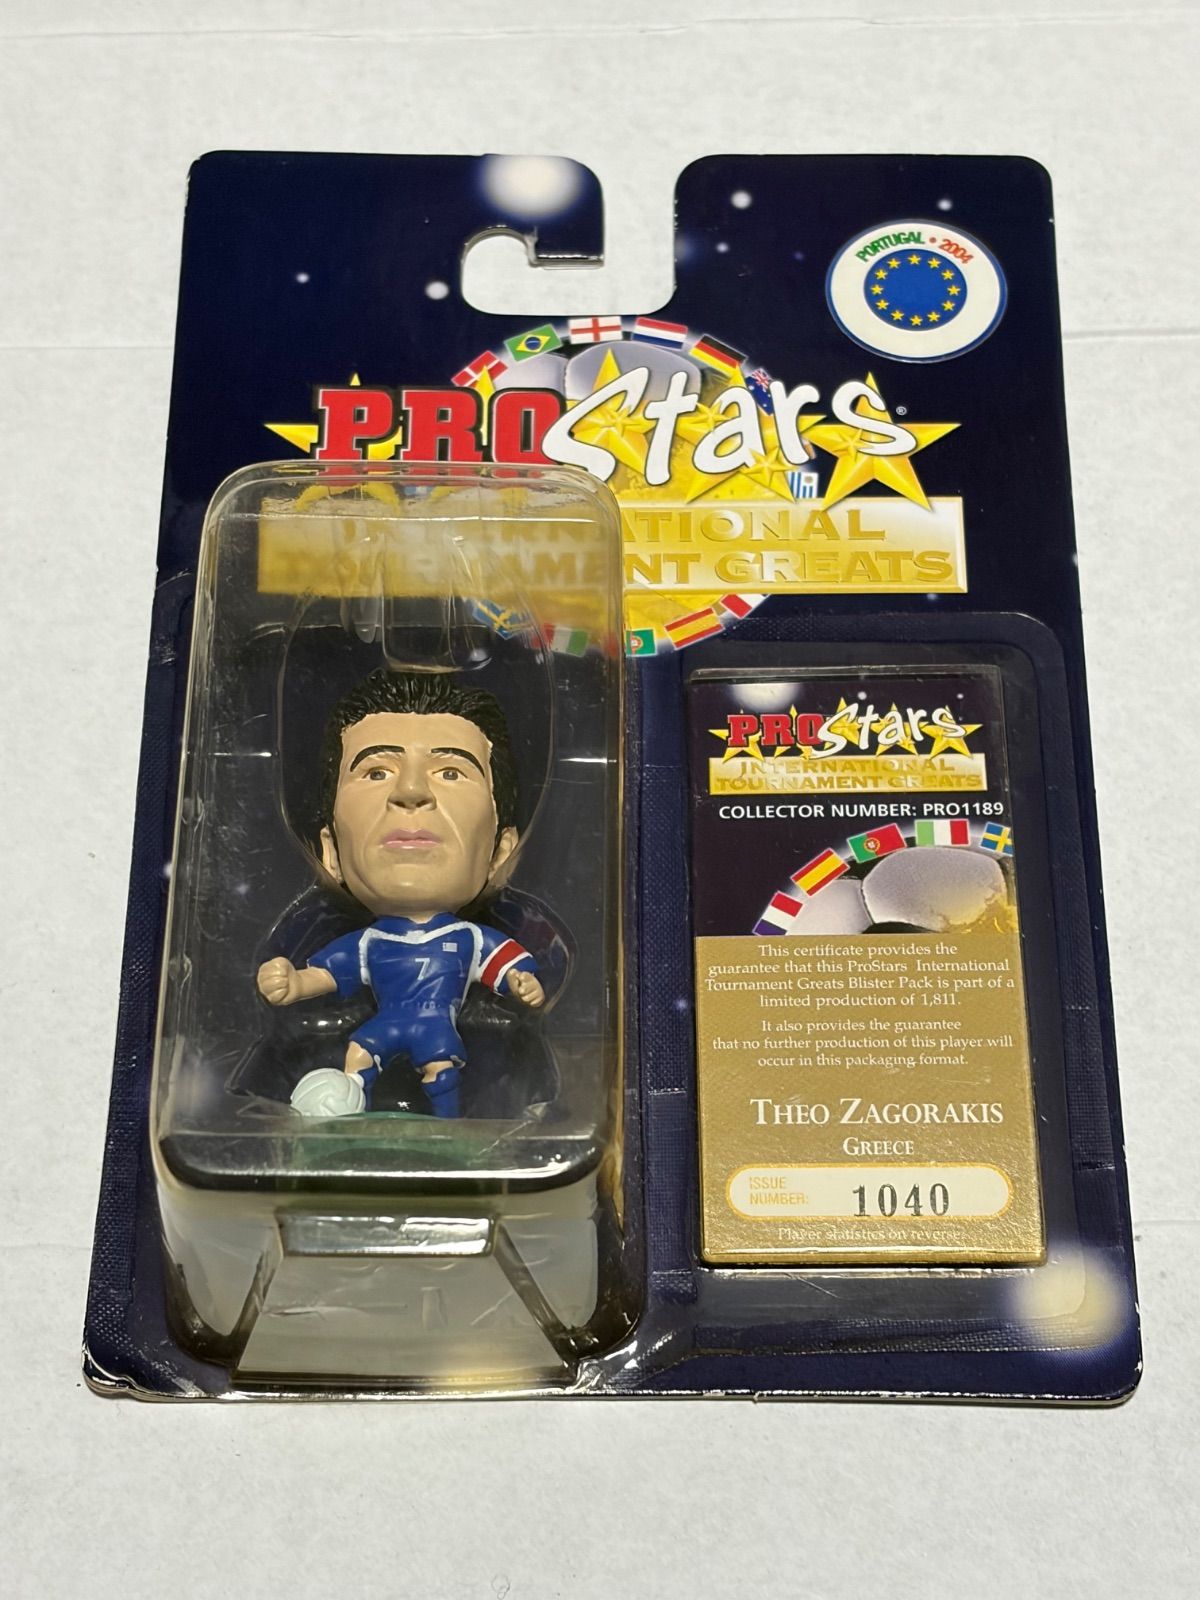 PORTUGAL • 2004
PROStars®
INTERNATIONAL
TOURNAMENT GREATS
PROStars
INTERNATIONAL
TOURNAMENT GREATS
COLLECTOR NUMBER: PRO1189
This certificate provides the
guarantee that this ProStars International
Tournament Greats Blister Pack is part of a
limited production of 1,811.
It also provides the guarantee
that no further production of this player will
occur in this packaging format.
THEO ZAGORAKIS
GREECE
ISSUE
NUMBER: 1040
Player statistics on reverse.
7